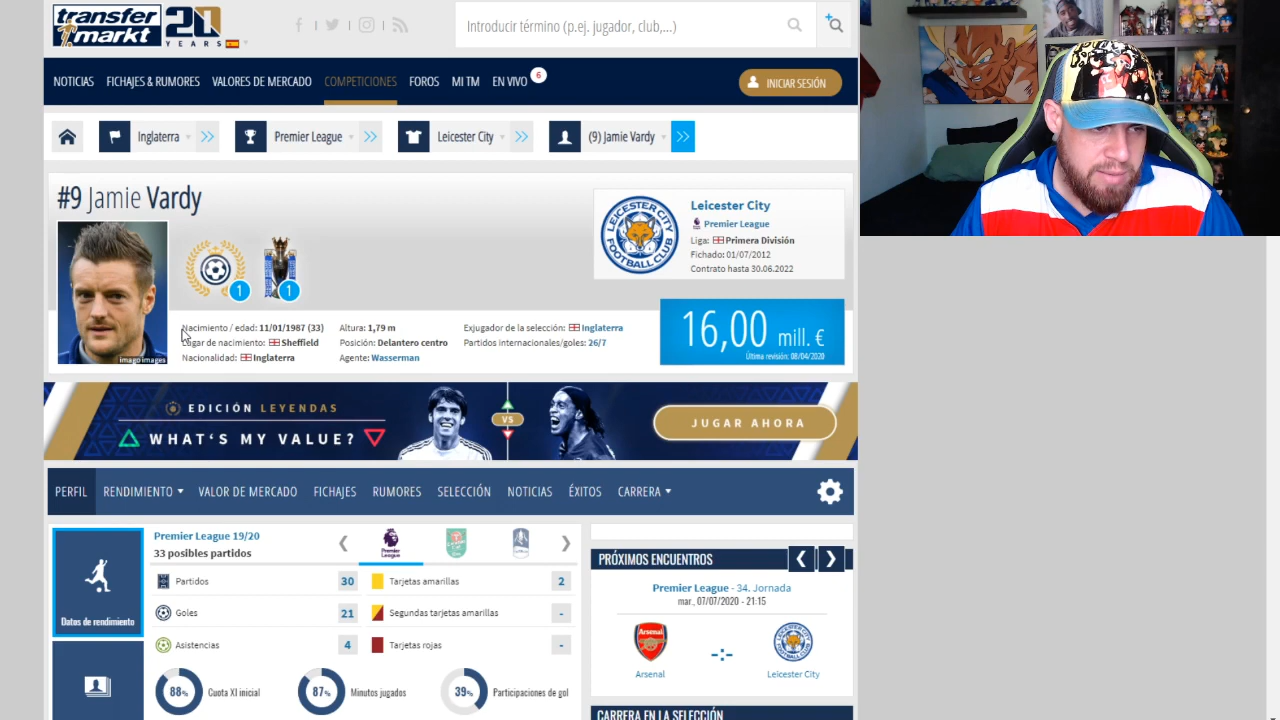 transfer
markt
20
YEARS
Introducir término (p.ej. jugador, club,...)
NOTICIAS
FICHAJES & RUMORES
VALORES DE MERCADO
COMPETICIONES
FOROS
MI TM
EN VIVO
6
INICIAR SESIÓN
Inglaterra
Premier League
Leicester City
(9) Jamie Vardy
#9 Jamie Vardy
1
1
imago images
Nacimiento / edad: 11/01/1987 (33)
Lugar de nacimiento: Sheffield
Nacionalidad: Inglaterra
Altura: 1,79 m
Posición: Delantero centro
Agente: Wasserman
Exjugador de la selección: Inglaterra
Partidos internacionales/goles: 26/7
LEICESTER CITY
FOOTBALL CLUB
Leicester City
Premier League
Liga: Primera División
Fichado: 01/07/2012
Contrato hasta 30.06.2022
16,00 mill. €
Última revisión: 08/04/2020
EDICIÓN LEYENDAS
WHAT'S MY VALUE?
VS
JUGAR AHORA
PERFIL
RENDIMIENTO
VALOR DE MERCADO
FICHAJES
RUMORES
SELECCIÓN
NOTICIAS
ÉXITOS
CARRERA
Datos de rendimiento
Premier League 19/20
33 posibles partidos
Premier
League
Partidos 30
Goles 21
Asistencias 4
Tarjetas amarillas 2
Segundas tarjetas amarillas -
Tarjetas rojas -
88% Cuota XI inicial
87% Minutos jugados
39% Participaciones de gol
PRÓXIMOS ENCUENTROS
Premier League - 34. Jornada
mar., 07/07/2020 - 21:15
Arsenal
-:-
Arsenal
Leicester City
CARRERA EN LA SELECCIÓN